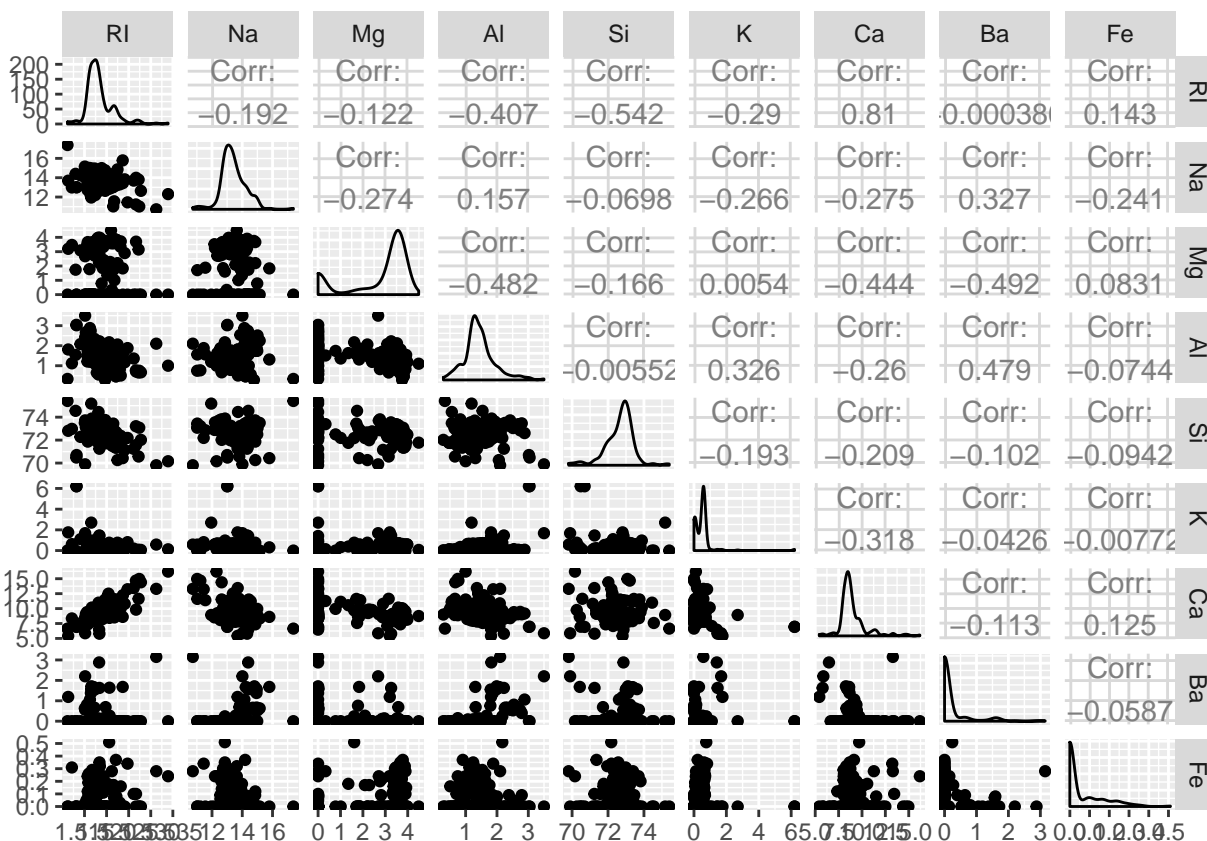 RI Na Mg Al Si K Ca Ba Fe
200 Corr: Corr: Corr: Corr: Corr: Corr: Corr: Corr: RI
150
100
50
0 −0.192 −0.122 −0.407 −0.542 −0.29 0.81 0.143
16 Corr: Corr: Corr: Corr: Corr: Corr: Corr: Na
14
12 −0.274 0.157 −0.0698 −0.266 −0.275 0.327 −0.241
4 Corr: Corr: Corr: Corr: Corr: Corr: Mg
3
2
1
0 −0.482 −0.166 0.0054 −0.444 −0.492 0.0831
3 Corr: Corr: Corr: Corr: Corr: Al
2
1 −0.00552 0.326 −0.26 0.479 −0.0744
74 Corr: Corr: Corr: Corr: Si
72
70 −0.193 −0.209 −0.102 −0.0942
6 Corr: Corr: Corr: K
4
2
0 −0.318 −0.0426 −0.00772
15.0 Corr: Corr: Ca
10.0
7.5
5.0 −0.113 0.125
3 Corr: Ba
2
1
0 −0.0587
0.5 Fe
0.4
0.3
0.2
0.1
0.0
12 14 16 0 1 2 3 4 1 2 3 70 72 74 0 2 4 6 0 1 2 3